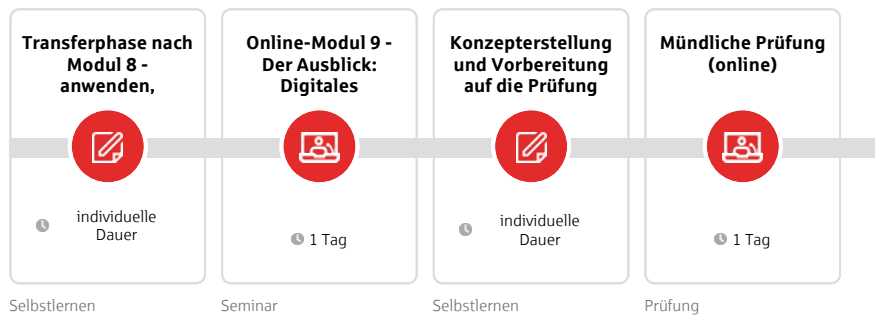 Transferphase nach
Modul 8 -
anwenden,
individuelle
Dauer
Selbstlernen
Online-Modul 9 -
Der Ausblick:
Digitales
1 Tag
Seminar
Konzepterstellung
und Vorbereitung
auf die Prüfung
individuelle
Dauer
Selbstlernen
Mündliche Prüfung
(online)
1 Tag
Prüfung